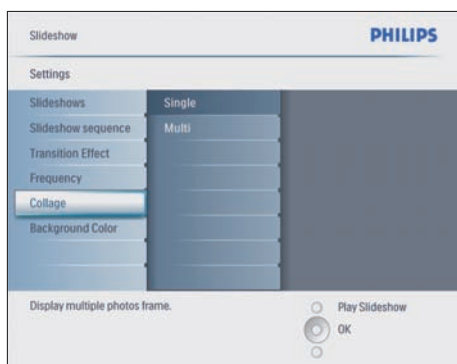 Slideshow
PHILIPS
Settings
Slideshows
Single
Slideshow sequence
Multi
Transition Effect
Frequency
Collage
Background Color
Display multiple photos frame.
Play Slideshow
OK